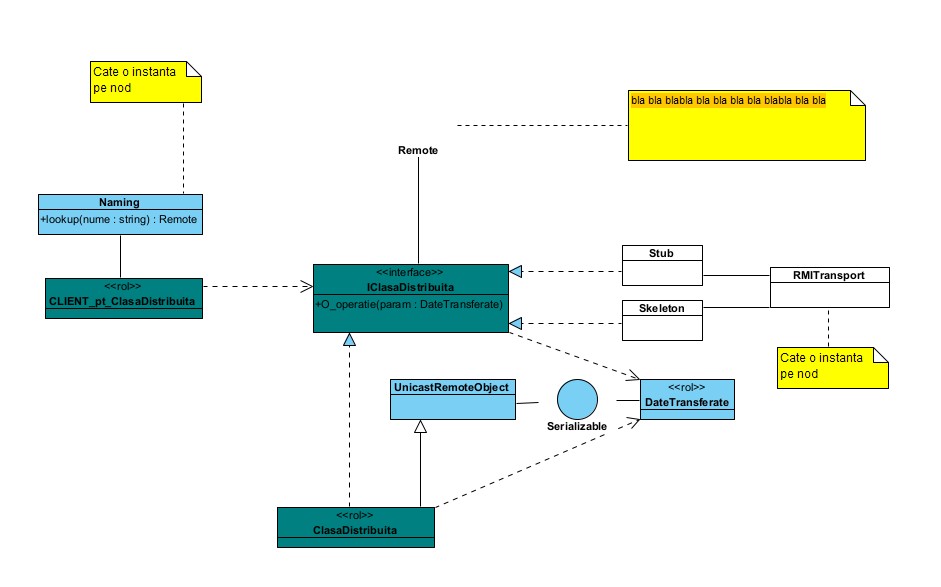 Cate o instanta
pe nod
bla bla blabla bla bla bla bla blabla bla bla
Remote
Naming
+lookup(nume : string) : Remote
<<rol>>
CLIENT_pt_ClasaDistribuita
<<interface>>
IClasaDistribuita
+O_operatie(param : DateTransferate)
Stub
RMITransport
Skeleton
Cate o instanta
pe nod
UnicastRemoteObject
Serializable
<<rol>>
DateTransferate
<<rol>>
ClasaDistribuita